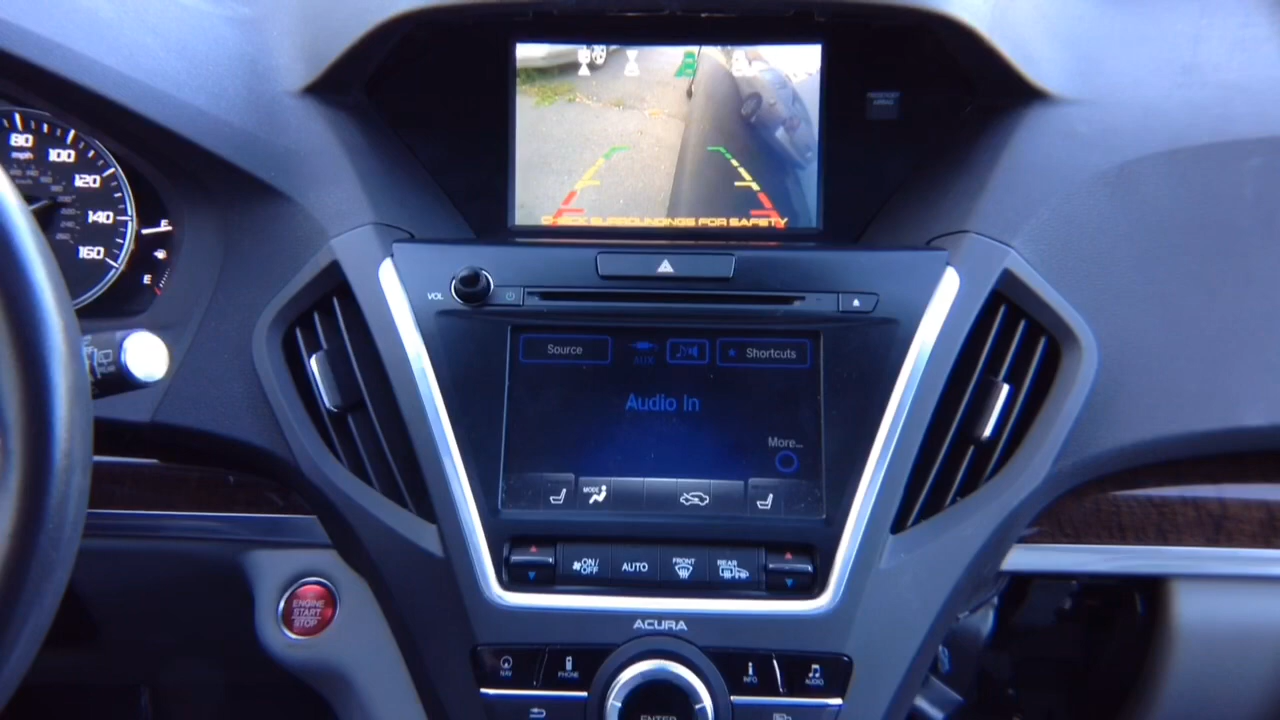 80
mph
100
120
140
160
F
E
CHECK SURROUNDINGS FOR SAFETY
VOL
Source
AUX
Shortcuts
Audio In
More...
MODE
ON/
OFF
AUTO
FRONT
REAR
ENGINE
START
STOP
ACURA
NAV
PHONE
INFO
AUDIO
ENTER